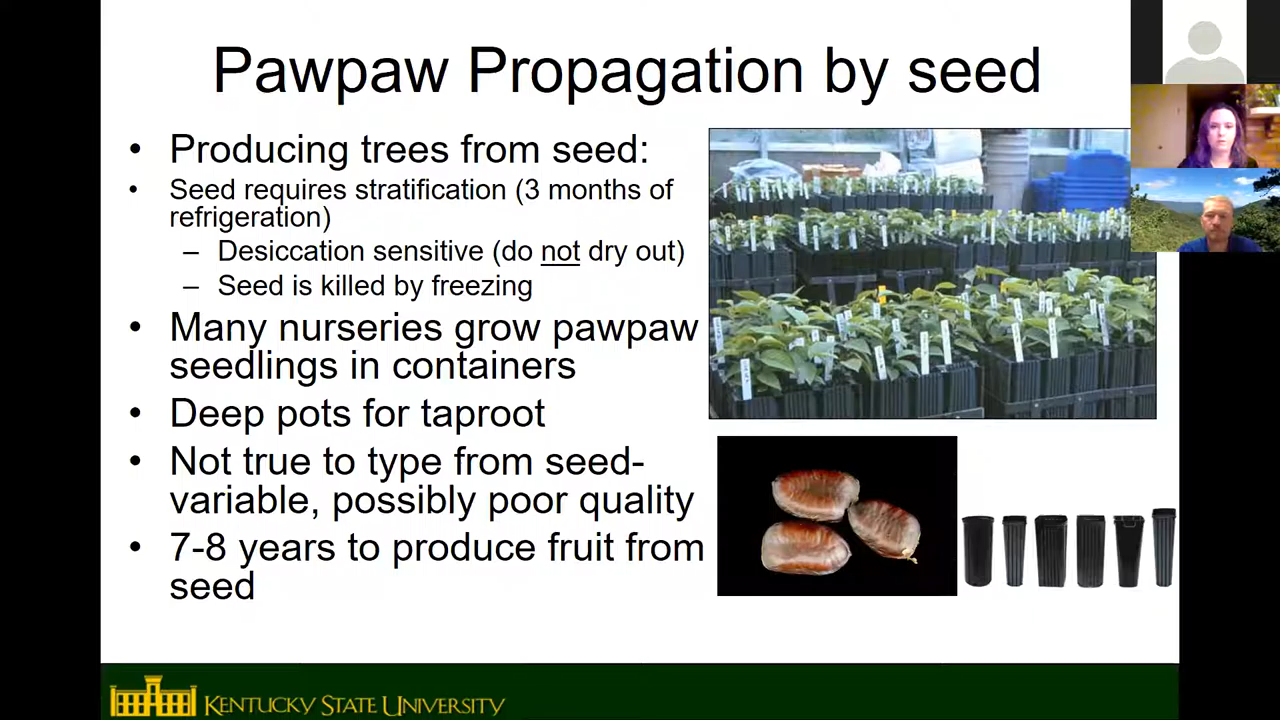 Pawpaw Propagation by seed
• Producing trees from seed:
• Seed requires stratification (3 months of
refrigeration)
– Desiccation sensitive (do not dry out)
– Seed is killed by freezing
• Many nurseries grow pawpaw
seedlings in containers
• Deep pots for taproot
• Not true to type from seed-
variable, possibly poor quality
• 7-8 years to produce fruit from
seed
KENTUCKY STATE UNIVERSITY